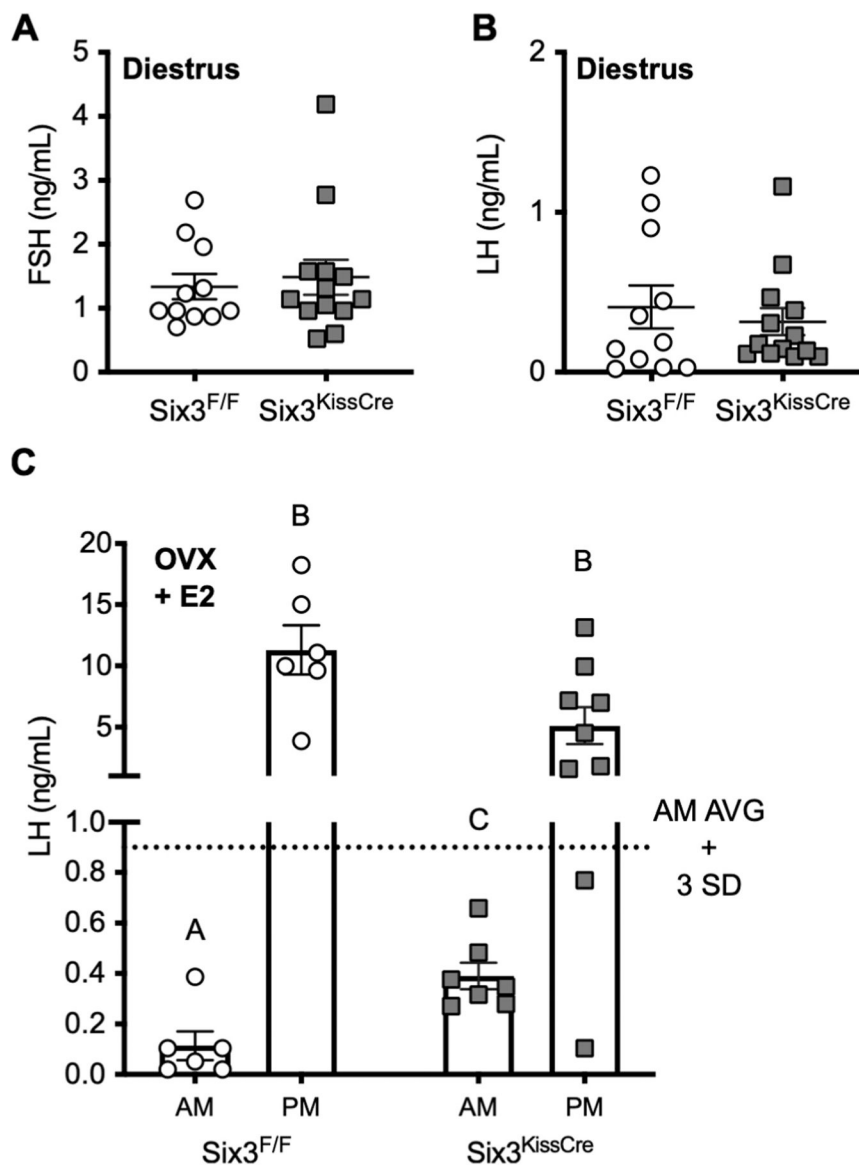 A
Diestrus
FSH (ng/mL)
5
4
3
2
1
0
Six3F/F
Six3KissCre
B
Diestrus
LH (ng/mL)
2
1
0
Six3F/F
Six3KissCre
C
OVX
+ E2
LH (ng/mL)
20
15
10
5
1.0
0.8
0.6
0.4
0.2
0.0
A
B
C
B
AM AVG
+
3 SD
AM
PM
AM
PM
Six3F/F
Six3KissCre